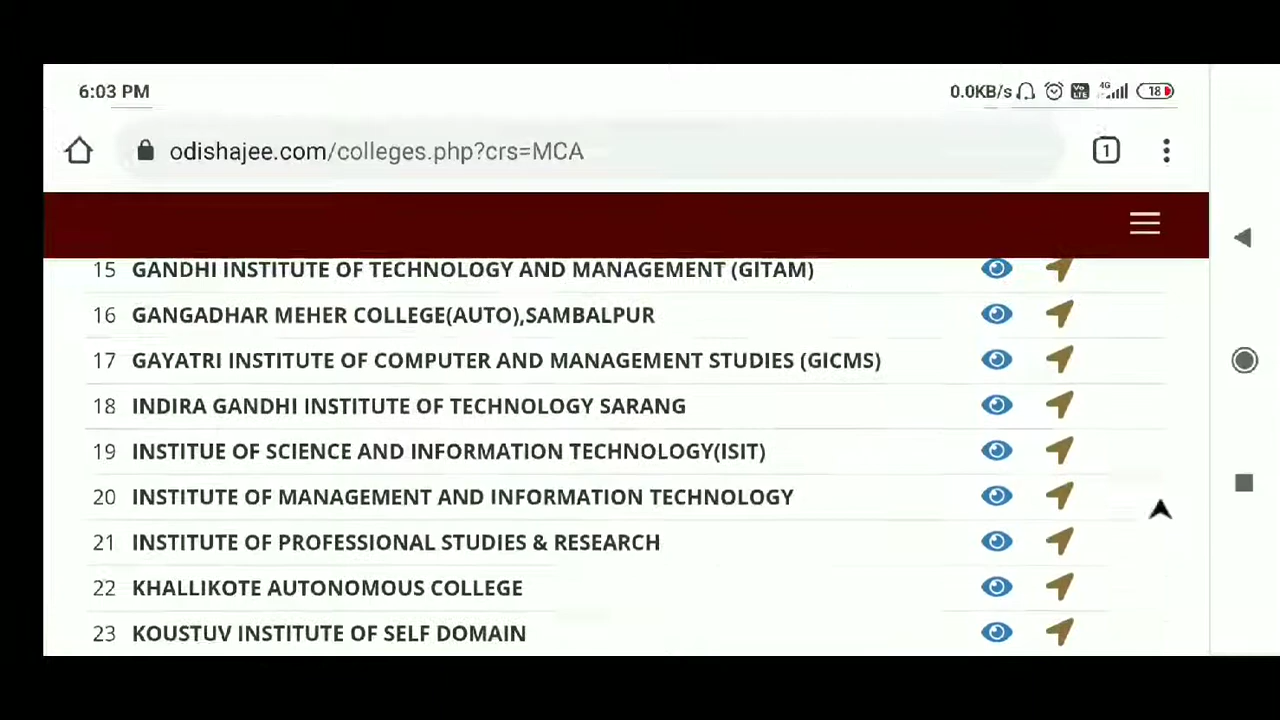 6:03 PM
0.0KB/s 4G Vo LTE 18
odishajee.com/colleges.php?crs=MCA
1
15 GANDHI INSTITUTE OF TECHNOLOGY AND MANAGEMENT (GITAM)
16 GANGADHAR MEHER COLLEGE(AUTO),SAMBALPUR
17 GAYATRI INSTITUTE OF COMPUTER AND MANAGEMENT STUDIES (GICMS)
18 INDIRA GANDHI INSTITUTE OF TECHNOLOGY SARANG
19 INSTITUE OF SCIENCE AND INFORMATION TECHNOLOGY(ISIT)
20 INSTITUTE OF MANAGEMENT AND INFORMATION TECHNOLOGY
21 INSTITUTE OF PROFESSIONAL STUDIES & RESEARCH
22 KHALLIKOTE AUTONOMOUS COLLEGE
23 KOUSTUV INSTITUTE OF SELF DOMAIN